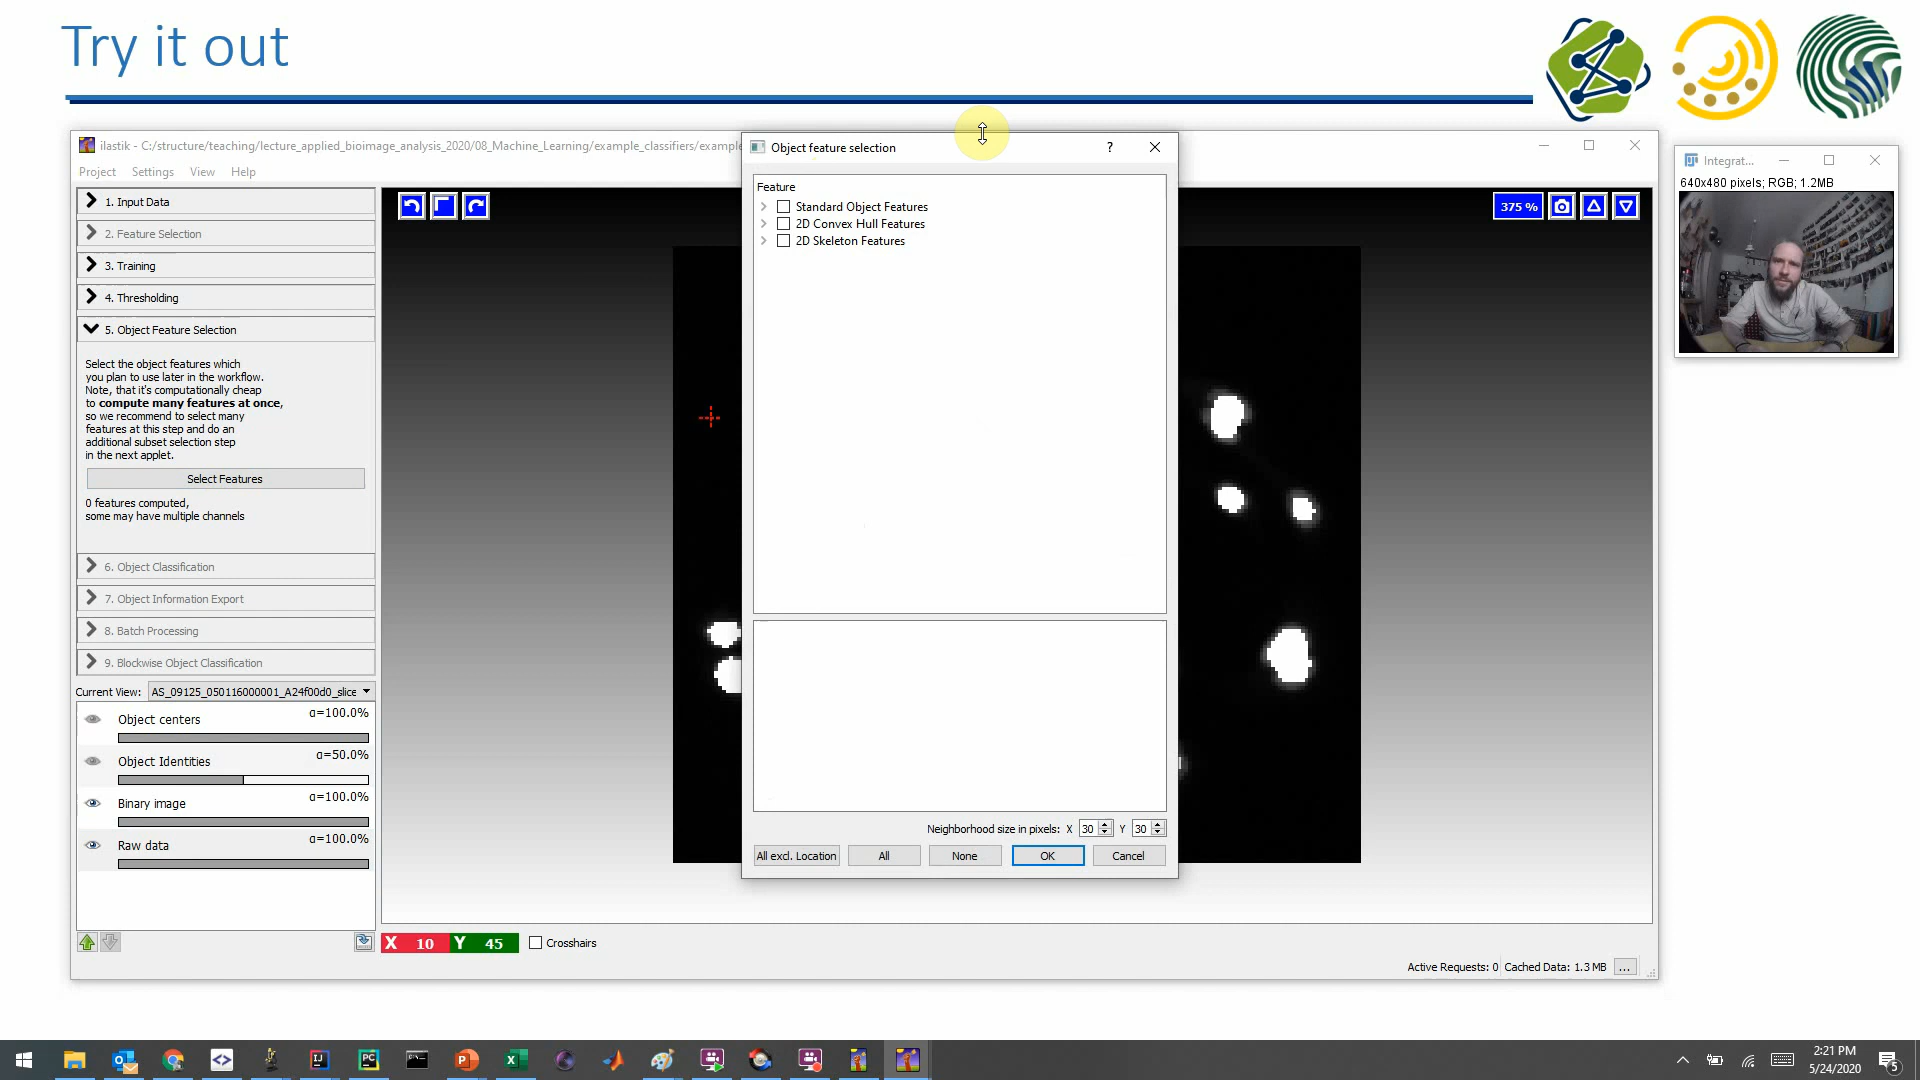 Try it out
ilastik - C:/structure/teaching/lecture_applied_bioimage_analysis_2020/08_Machine_Learning/example_classifiers/example
Project Settings View Help
1. Input Data
2. Feature Selection
3. Training
4. Thresholding
5. Object Feature Selection
Select the object features which
you plan to use later in the workflow.
Note, that it's computationally cheap
to compute many features at once,
so we recommend to select many
features at this step and do an
additional subset selection step
in the next applet.
Select Features
0 features computed,
some may have multiple channels
6. Object Classification
7. Object Information Export
8. Batch Processing
9. Blockwise Object Classification
Current View: AS_09125_050116000001_A24f00d0_slice
Object centers α=100.0%
Object Identities α=50.0%
Binary image α=100.0%
Raw data α=100.0%
X 10 Y 45 Crosshairs
375 %
Object feature selection
?
Feature
Standard Object Features
2D Convex Hull Features
2D Skeleton Features
Neighborhood size in pixels: X 30 Y 30
All excl. Location All None OK Cancel
Active Requests: 0 Cached Data: 1.3 MB ...
Integrat...
640x480 pixels; RGB; 1.2MB
IJ
PC
2:21 PM
5/24/2020
5